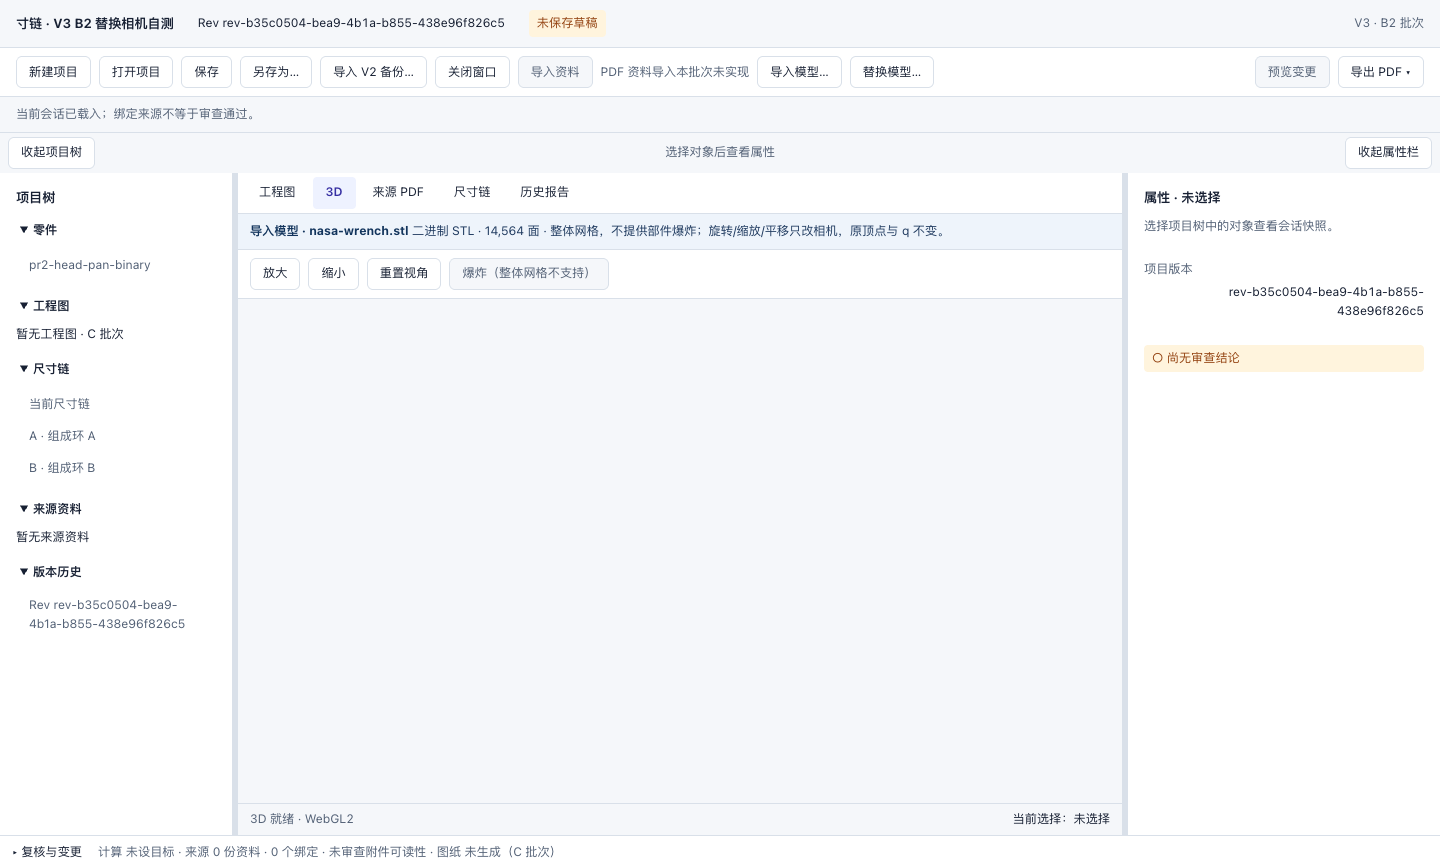 寸链 · V3 B2 替换相机自测 Rev rev-b35c0504-bea9-4b1a-b855-438e96f826c5 未保存草稿 V3 · B2 批次
新建项目 打开项目 保存 另存为… 导入 V2 备份… 关闭窗口 导入资料 PDF 资料导入本批次未实现 导入模型… 替换模型… 预览变更 导出 PDF ▾
当前会话已载入；绑定来源不等于审查通过。
收起项目树 选择对象后查看属性 收起属性栏
项目树
▼ 零件
pr2-head-pan-binary
▼ 工程图
暂无工程图 · C 批次
▼ 尺寸链
当前尺寸链
A · 组成环 A
B · 组成环 B
▼ 来源资料
暂无来源资料
▼ 版本历史
Rev rev-b35c0504-bea9-
4b1a-b855-438e96f826c5
工程图 3D 来源 PDF 尺寸链 历史报告
导入模型 · nasa-wrench.stl 二进制 STL · 14,564 面 · 整体网格，不提供部件爆炸；旋转/缩放/平移只改相机，原顶点与 q 不变。
放大 缩小 重置视角 爆炸（整体网格不支持）
3D 就绪 · WebGL2 当前选择：未选择
属性 · 未选择
选择项目树中的对象查看会话快照。
项目版本
rev-b35c0504-bea9-4b1a-b855-
438e96f826c5
○ 尚无审查结论
▸ 复核与变更 计算 未设目标 · 来源 0 份资料 · 0 个绑定 · 未审查附件可读性 · 图纸 未生成（C 批次）